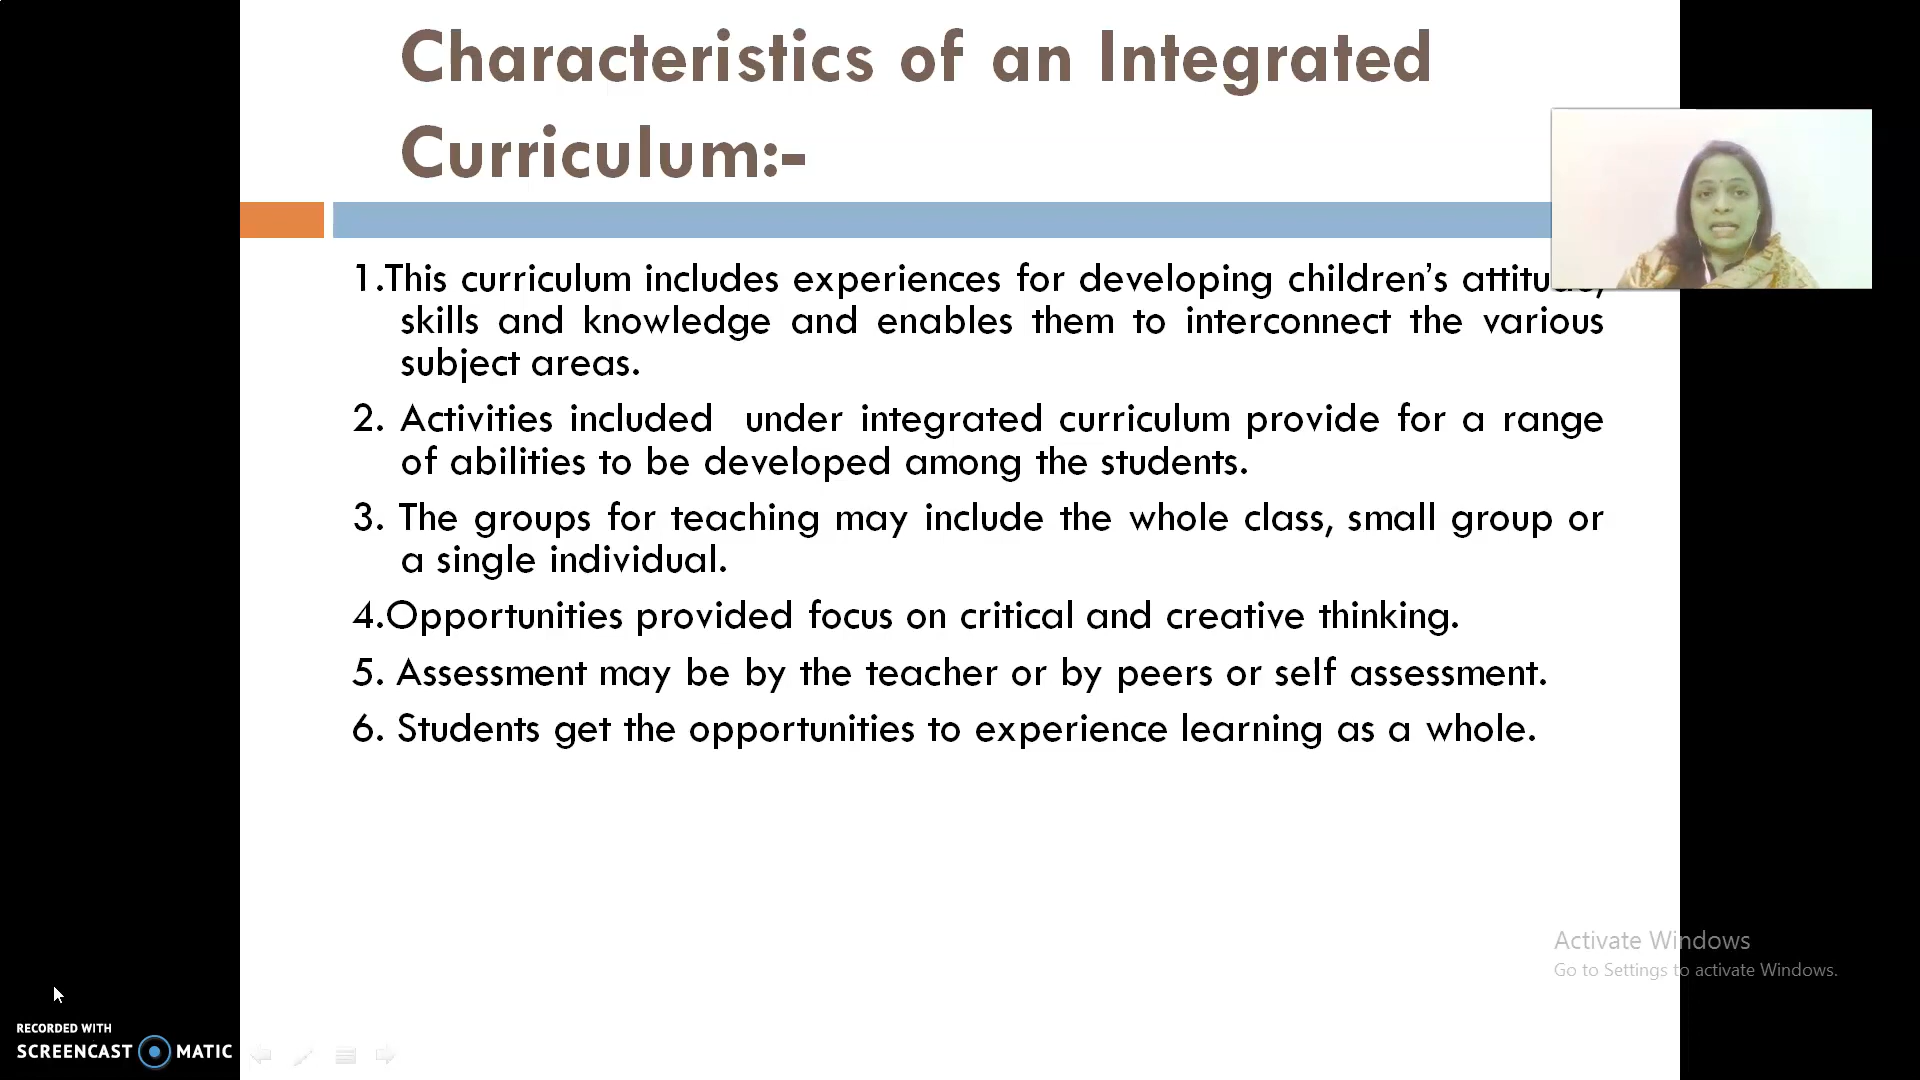 Characteristics of an Integrated
Curriculum:-
1.This curriculum includes experiences for developing children’s
skills and knowledge and enables them to interconnect the various
subject areas.
2. Activities included under integrated curriculum provide for a range
of abilities to be developed among the students.
3. The groups for teaching may include the whole class, small group or
a single individual.
4.Opportunities provided focus on critical and creative thinking.
5. Assessment may be by the teacher or by peers or self assessment.
6. Students get the opportunities to experience learning as a whole.
Activate Windows
Go to Settings to activate Windows.
RECORDED WITH
SCREENCAST MATIC